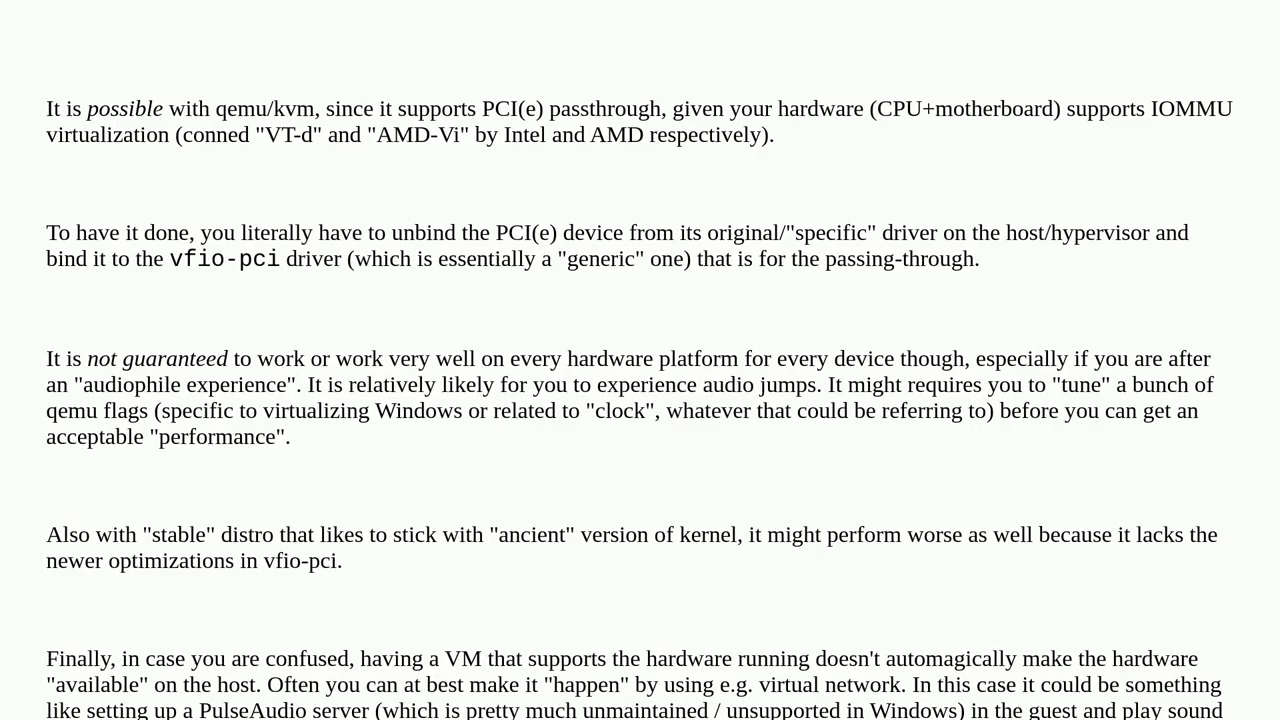 It is possible with qemu/kvm, since it supports PCI(e) passthrough, given your hardware (CPU+motherboard) supports IOMMU
virtualization (conned "VT-d" and "AMD-Vi" by Intel and AMD respectively).
To have it done, you literally have to unbind the PCI(e) device from its original/"specific" driver on the host/hypervisor and
bind it to the vfio-pci driver (which is essentially a "generic" one) that is for the passing-through.
It is not guaranteed to work or work very well on every hardware platform for every device though, especially if you are after
an "audiophile experience". It is relatively likely for you to experience audio jumps. It might requires you to "tune" a bunch of
qemu flags (specific to virtualizing Windows or related to "clock", whatever that could be referring to) before you can get an
acceptable "performance".
Also with "stable" distro that likes to stick with "ancient" version of kernel, it might perform worse as well because it lacks the
newer optimizations in vfio-pci.
Finally, in case you are confused, having a VM that supports the hardware running doesn't automagically make the hardware
"available" on the host. Often you can at best make it "happen" by using e.g. virtual network. In this case it could be something
like setting up a PulseAudio server (which is pretty much unmaintained / unsupported in Windows) in the guest and play sound